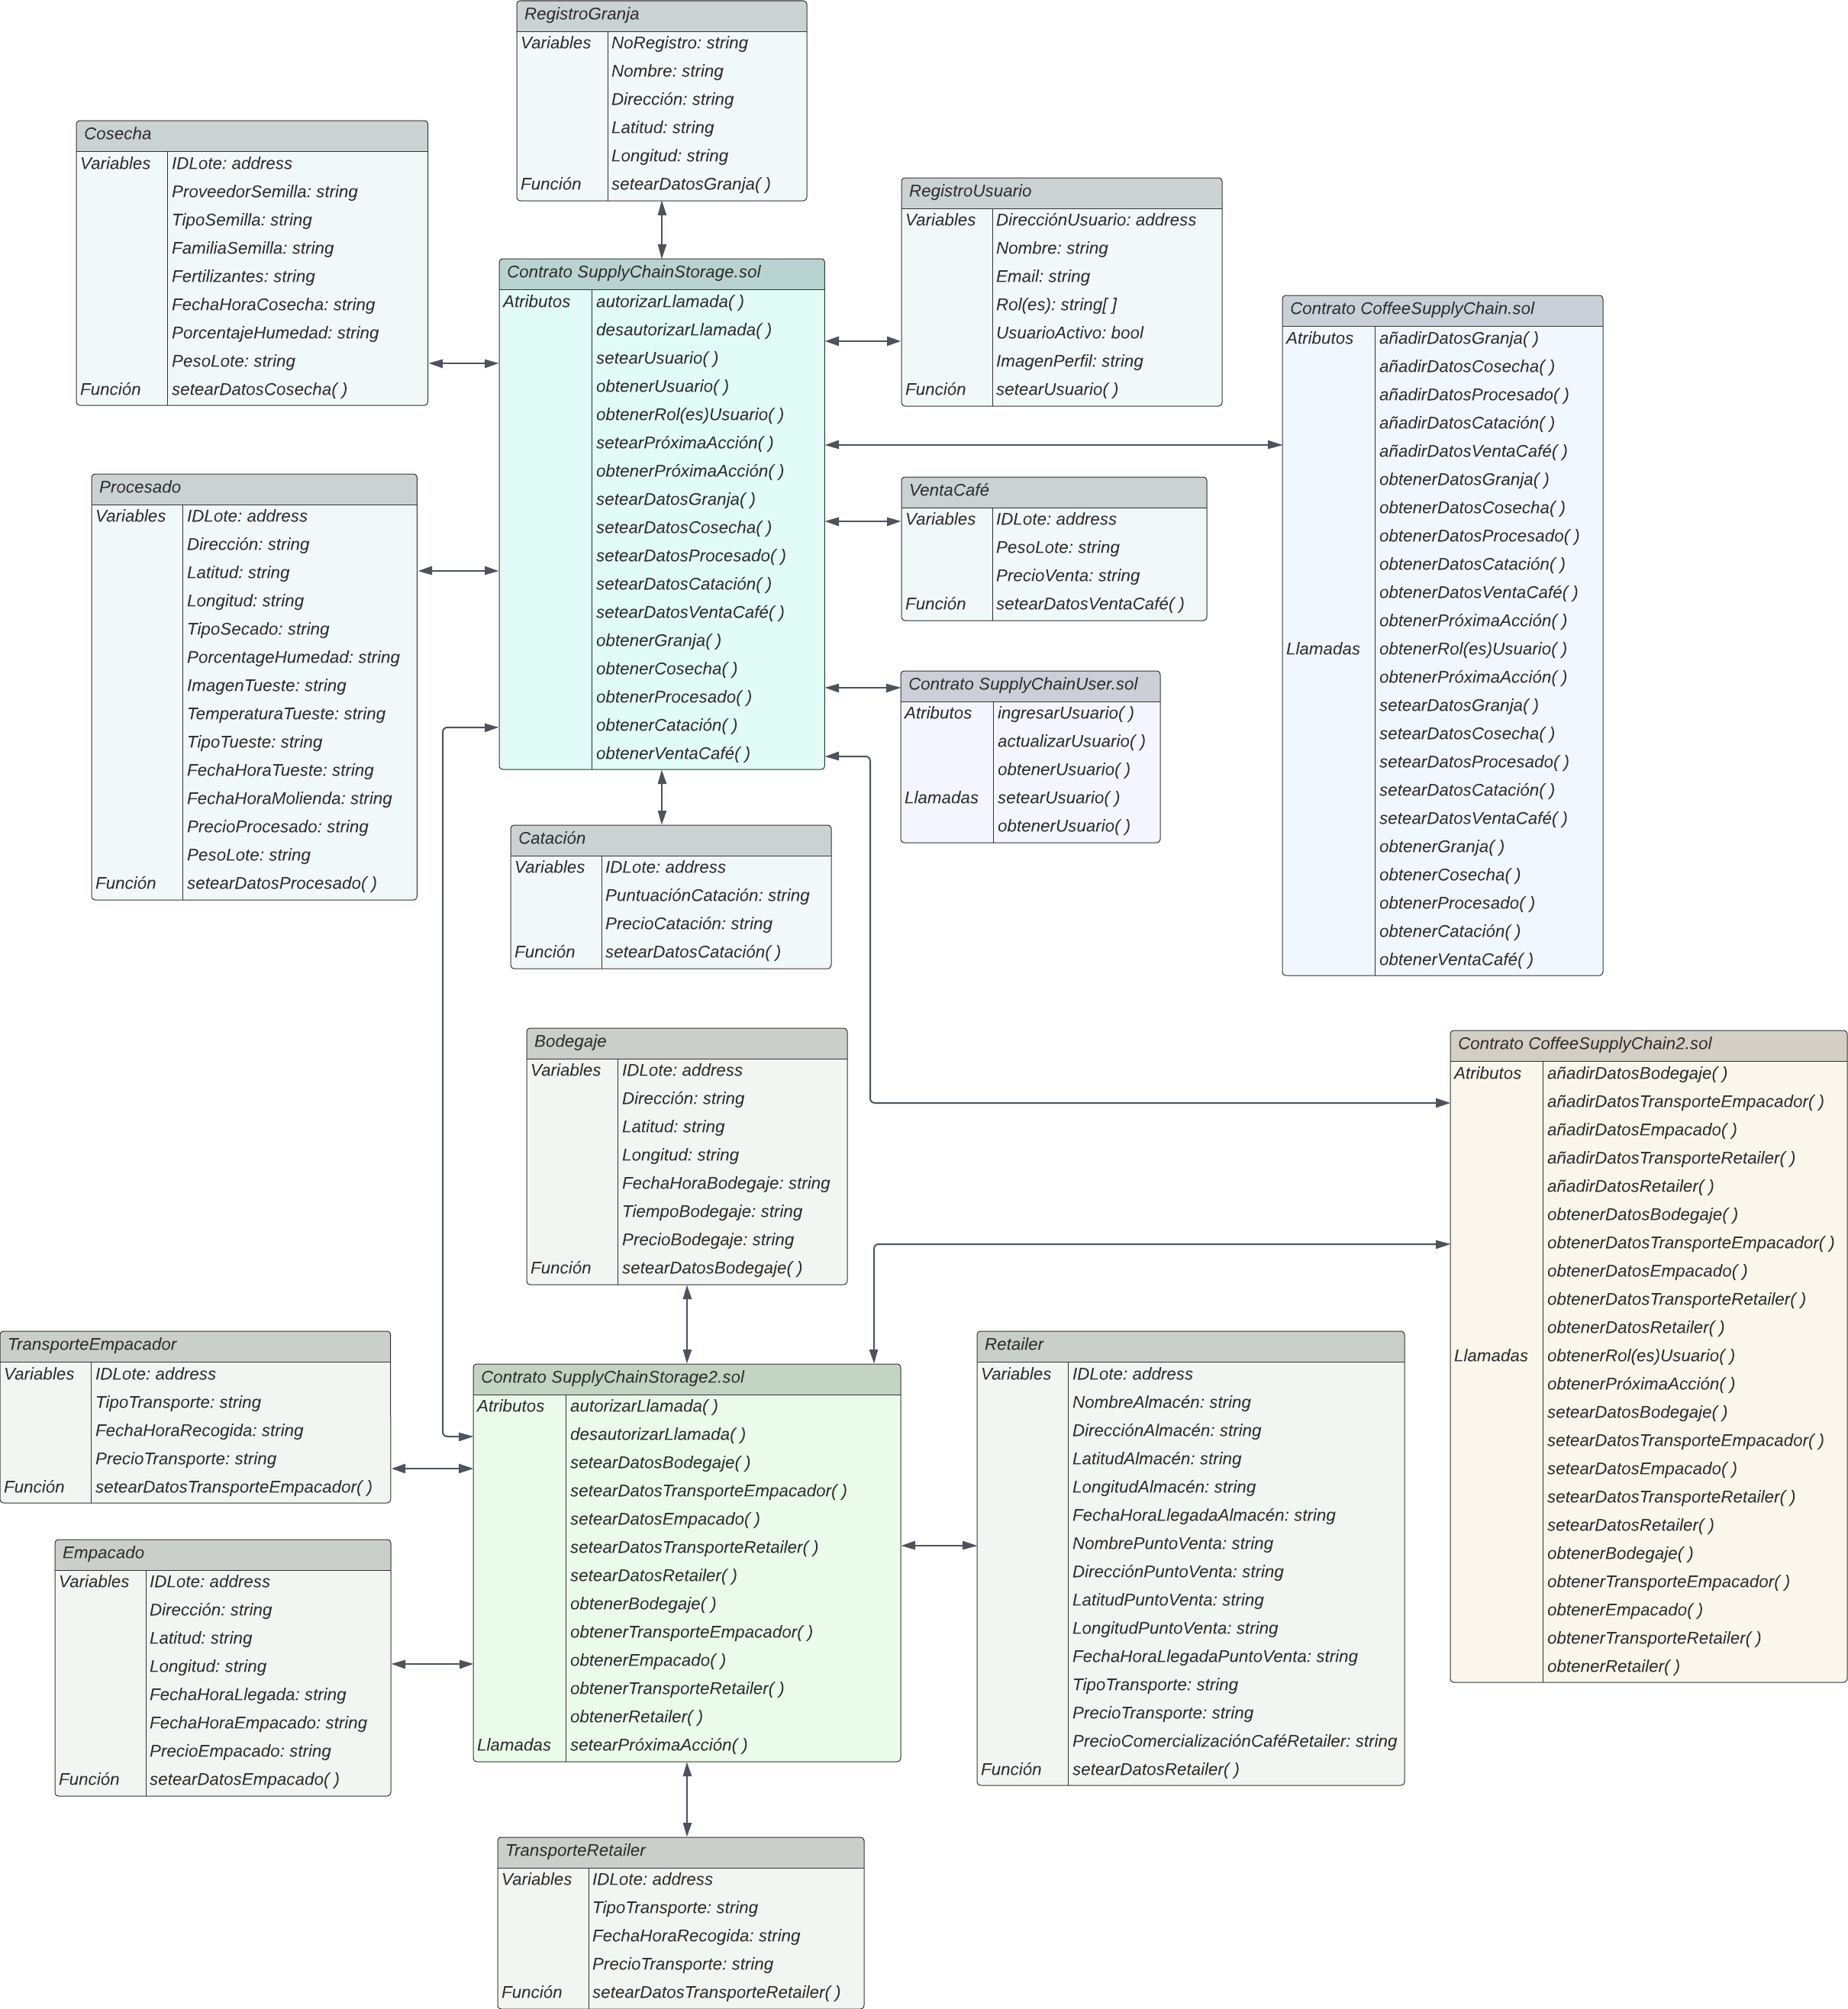 RegistroGranja
Variables NoRegistro: string
Nombre: string
Dirección: string
Latitud: string
Longitud: string
Función setearDatosGranja( )
Cosecha
Variables IDLote: address
ProveedorSemilla: string
TipoSemilla: string
FamiliaSemilla: string
Fertilizantes: string
FechaHoraCosecha: string
PorcentajeHumedad: string
PesoLote: string
Función setearDatosCosecha( )
RegistroUsuario
Variables DirecciónUsuario: address
Nombre: string
Email: string
Rol(es): string[ ]
UsuarioActivo: bool
ImagenPerfil: string
Función setearUsuario( )
Contrato SupplyChainStorage.sol
Atributos autorizarLlamada( )
desautorizarLlamada( )
setearUsuario( )
obtenerUsuario( )
obtenerRol(es)Usuario( )
setearPróximaAcción( )
obtenerPróximaAcción( )
setearDatosGranja( )
setearDatosCosecha( )
setearDatosProcesado( )
setearDatosCatación( )
setearDatosVentaCafé( )
obtenerGranja( )
obtenerCosecha( )
obtenerProcesado( )
obtenerCatación( )
obtenerVentaCafé( )
Contrato CoffeeSupplyChain.sol
Atributos añadirDatosGranja( )
añadirDatosCosecha( )
añadirDatosProcesado( )
añadirDatosCatación( )
añadirDatosVentaCafé( )
obtenerDatosGranja( )
obtenerDatosCosecha( )
obtenerDatosProcesado( )
obtenerDatosCatación( )
obtenerDatosVentaCafé( )
obtenerPróximaAcción( )
Llamadas obtenerRol(es)Usuario( )
obtenerPróximaAcción( )
setearDatosGranja( )
setearDatosCosecha( )
setearDatosProcesado( )
setearDatosCatación( )
setearDatosVentaCafé( )
obtenerGranja( )
obtenerCosecha( )
obtenerProcesado( )
obtenerCatación( )
obtenerVentaCafé( )
Procesado
Variables IDLote: address
Dirección: string
Latitud: string
Longitud: string
TipoSecado: string
PorcentageHumedad: string
ImagenTueste: string
TemperaturaTueste: string
TipoTueste: string
FechaHoraTueste: string
FechaHoraMolienda: string
PrecioProcesado: string
PesoLote: string
Función setearDatosProcesado( )
VentaCafé
Variables IDLote: address
PesoLote: string
PrecioVenta: string
Función setearDatosVentaCafé( )
Contrato SupplyChainUser.sol
Atributos ingresarUsuario( )
actualizarUsuario( )
obtenerUsuario( )
Llamadas setearUsuario( )
obtenerUsuario( )
Catación
Variables IDLote: address
PuntuaciónCatación: string
PrecioCatación: string
Función setearDatosCatación( )
Bodegaje
Variables IDLote: address
Dirección: string
Latitud: string
Longitud: string
FechaHoraBodegaje: string
TiempoBodegaje: string
PrecioBodegaje: string
Función setearDatosBodegaje( )
Contrato CoffeeSupplyChain2.sol
Atributos añadirDatosBodegaje( )
añadirDatosTransporteEmpacador( )
añadirDatosEmpacado( )
añadirDatosTransporteRetailer( )
añadirDatosRetailer( )
obtenerDatosBodegaje( )
obtenerDatosTransporteEmpacador( )
obtenerDatosEmpacado( )
obtenerDatosTransporteRetailer( )
obtenerDatosRetailer( )
Llamadas obtenerRol(es)Usuario( )
obtenerPróximaAcción( )
setearDatosBodegaje( )
setearDatosTransporteEmpacador( )
setearDatosEmpacado( )
setearDatosTransporteRetailer( )
setearDatosRetailer( )
obtenerBodegaje( )
obtenerTransporteEmpacador( )
obtenerEmpacado( )
obtenerTransporteRetailer( )
obtenerRetailer( )
TransporteEmpacador
Variables IDLote: address
TipoTransporte: string
FechaHoraRecogida: string
PrecioTransporte: string
Función setearDatosTransporteEmpacador( )
Contrato SupplyChainStorage2.sol
Atributos autorizarLlamada( )
desautorizarLlamada( )
setearDatosBodegaje( )
setearDatosTransporteEmpacador( )
setearDatosEmpacado( )
setearDatosTransporteRetailer( )
setearDatosRetailer( )
obtenerBodegaje( )
obtenerTransporteEmpacador( )
obtenerEmpacado( )
obtenerTransporteRetailer( )
obtenerRetailer( )
Llamadas setearPróximaAcción( )
Retailer
Variables IDLote: address
NombreAlmacén: string
DirecciónAlmacén: string
LatitudAlmacén: string
LongitudAlmacén: string
FechaHoraLlegadaAlmacén: string
NombrePuntoVenta: string
DirecciónPuntoVenta: string
LatitudPuntoVenta: string
LongitudPuntoVenta: string
FechaHoraLlegadaPuntoVenta: string
TipoTransporte: string
PrecioTransporte: string
PrecioComercializaciónCaféRetailer: string
Función setearDatosRetailer( )
Empacado
Variables IDLote: address
Dirección: string
Latitud: string
Longitud: string
FechaHoraLlegada: string
FechaHoraEmpacado: string
PrecioEmpacado: string
Función setearDatosEmpacado( )
TransporteRetailer
Variables IDLote: address
TipoTransporte: string
FechaHoraRecogida: string
PrecioTransporte: string
Función setearDatosTransporteRetailer( )